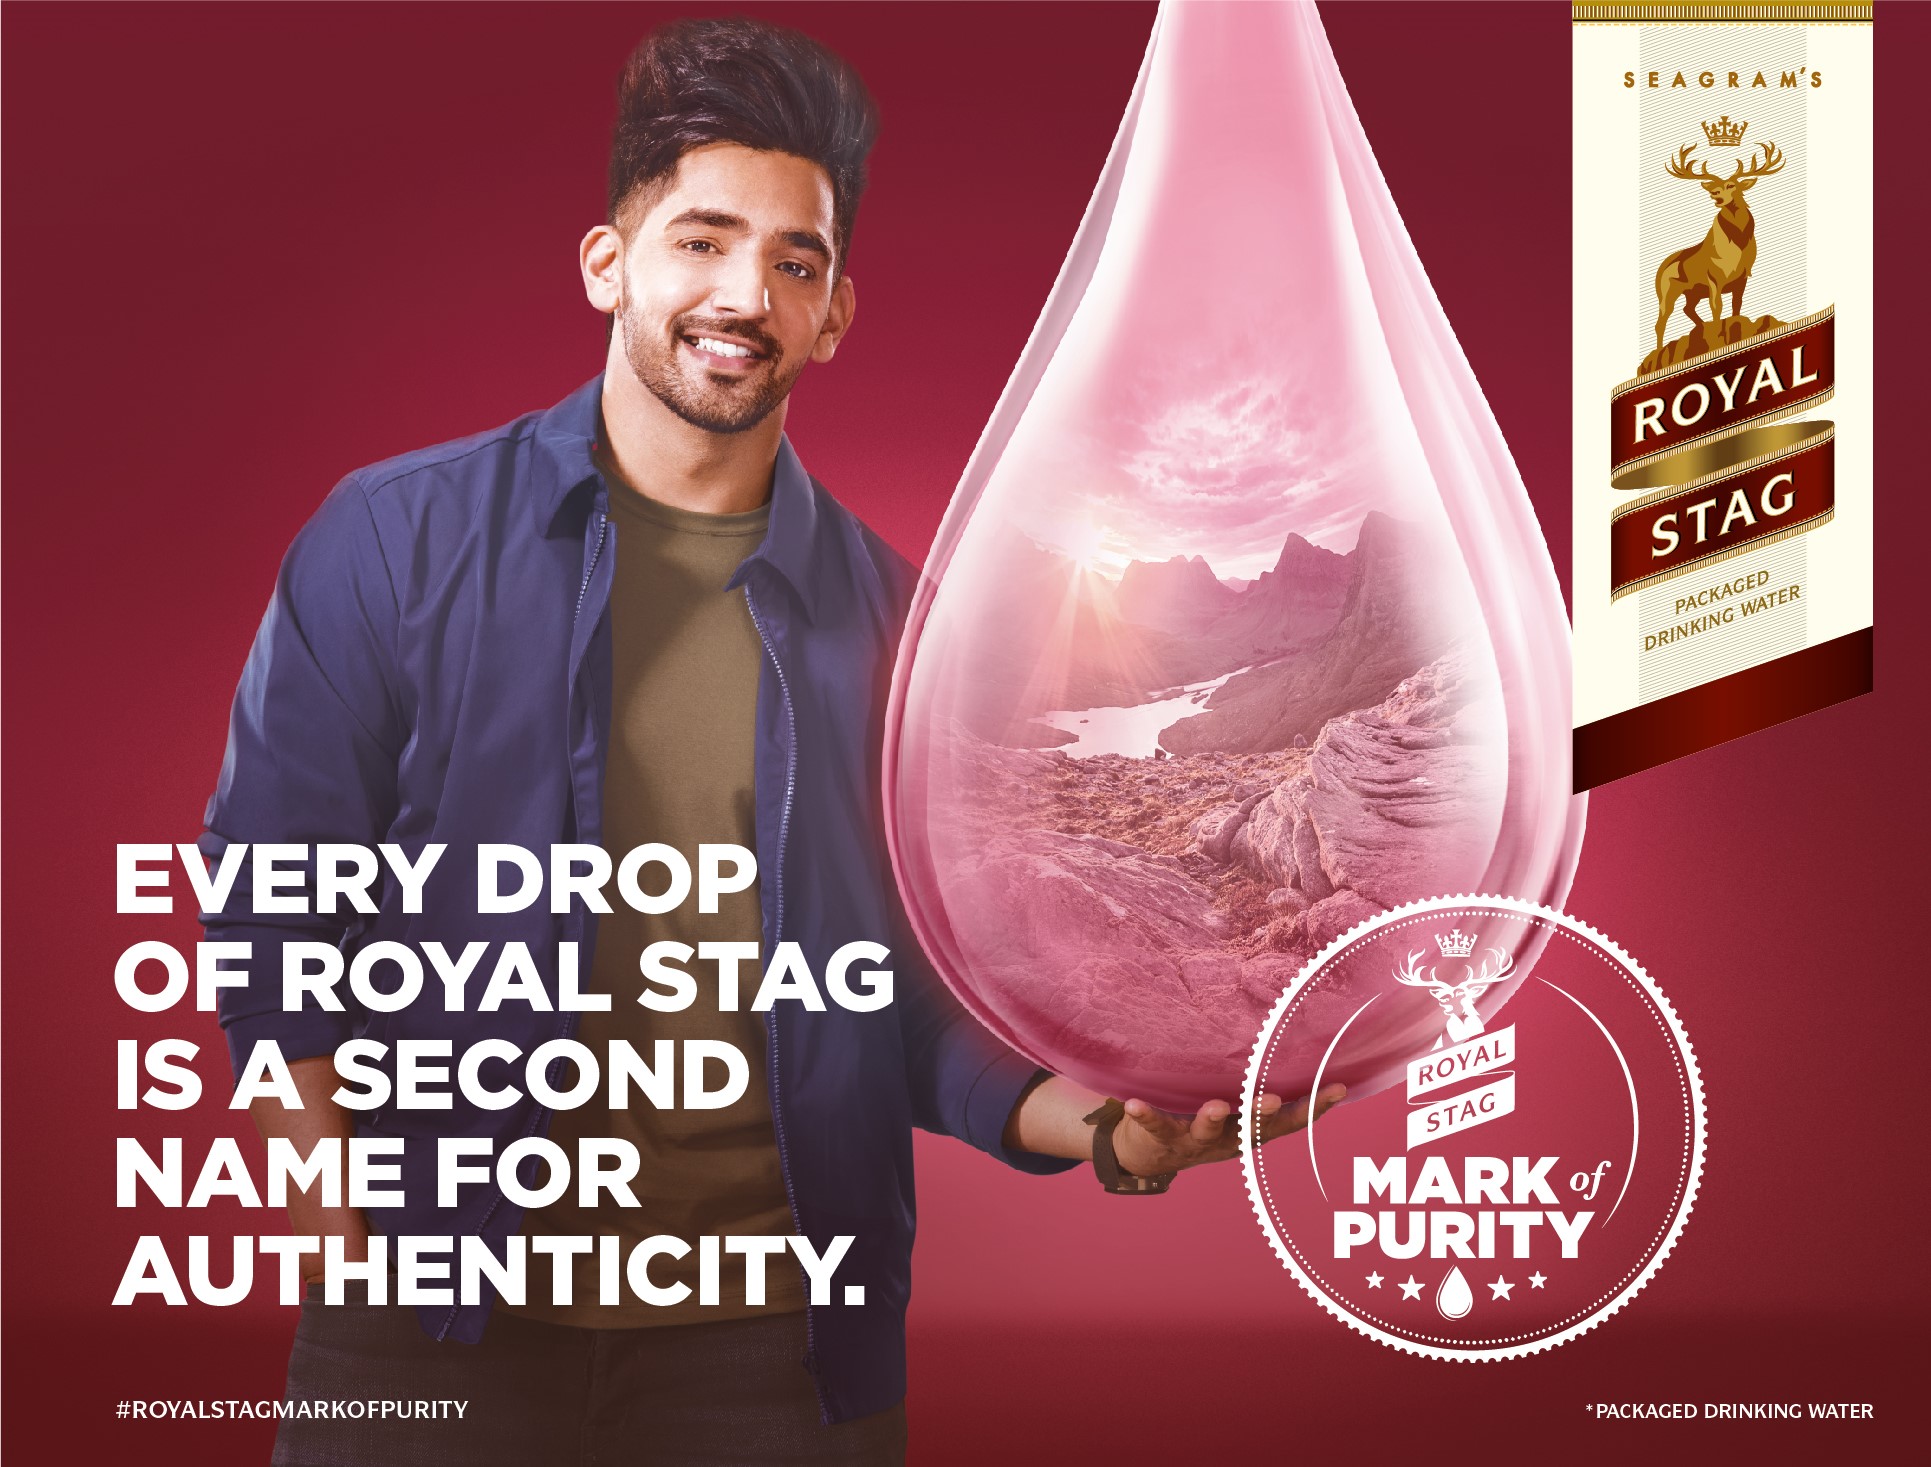 SEAGRAM'S
ROYAL
STAG
PACKAGED
DRINKING WATER
EVERY DROP
OF ROYAL STAG
IS A SECOND
NAME FOR
AUTHENTICITY.
ROYAL
STAG
MARK of
PURITY
#ROYALSTAGMARKOFPURITY
*PACKAGED DRINKING WATER